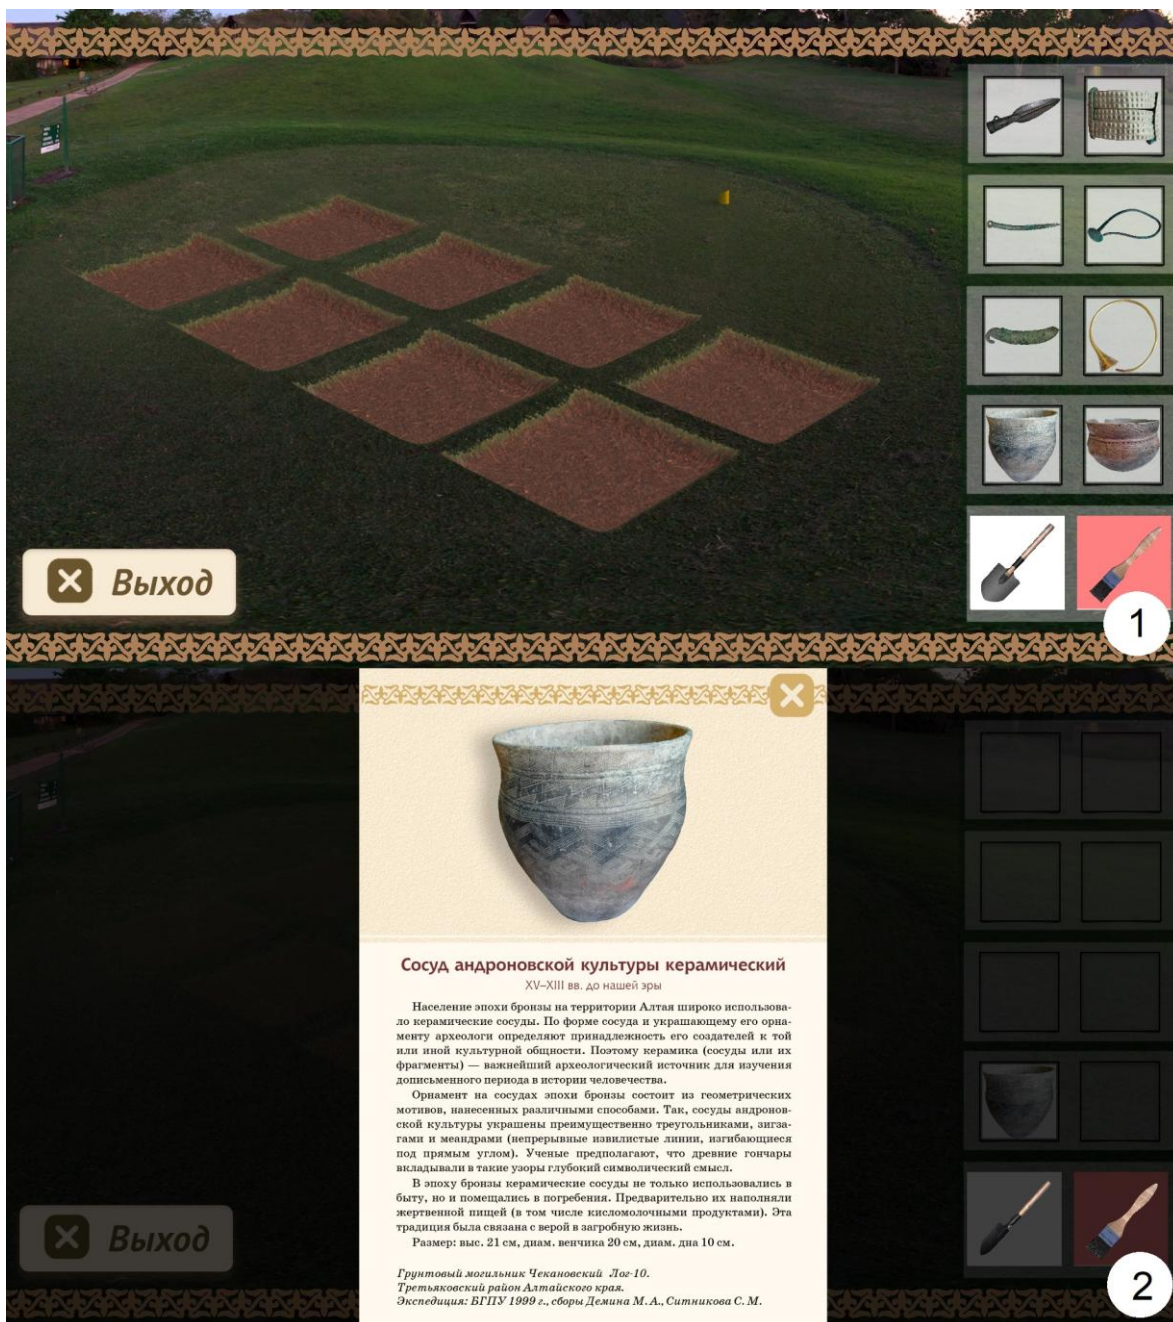 Выход
1
Сосуд андроновской культуры керамический
XV–XIII вв. до нашей эры
Население эпохи бронзы на территории Алтая широко использова-
ло керамические сосуды. По форме сосуда и украшающему его орна-
менту археологи определяют принадлежность его создателей к той
или иной культурной общности. Поэтому керамика (сосуды или их
фрагменты) — важнейший археологический источник для изучения
дописьменного периода в истории человечества.
Орнамент на сосудах эпохи бронзы состоит из геометрических
мотивов, нанесенных различными способами. Так, сосуды андронов-
ской культуры украшены преимущественно треугольниками, зигза-
гами и меандрами (непрерывные извилистые линии, изгибающиеся
под прямым углом). Ученые предполагают, что древние гончары
вкладывали в такие узоры глубокий символический смысл.
В эпоху бронзы керамические сосуды не только использовались в
быту, но и помещались в погребения. Предварительно их наполняли
жертвенной пищей (в том числе кисломолочными продуктами). Эта
традиция была связана с верой в загробную жизнь.
Размер: выс. 21 см, диам. венчика 20 см, диам. дна 10 см.
Грунтовый могильник Чекановский Лог-10.
Третьяковский район Алтайского края.
Экспедиция: БГПУ 1999 г., сборы Демина М. А., Ситникова С. М.
Выход
2